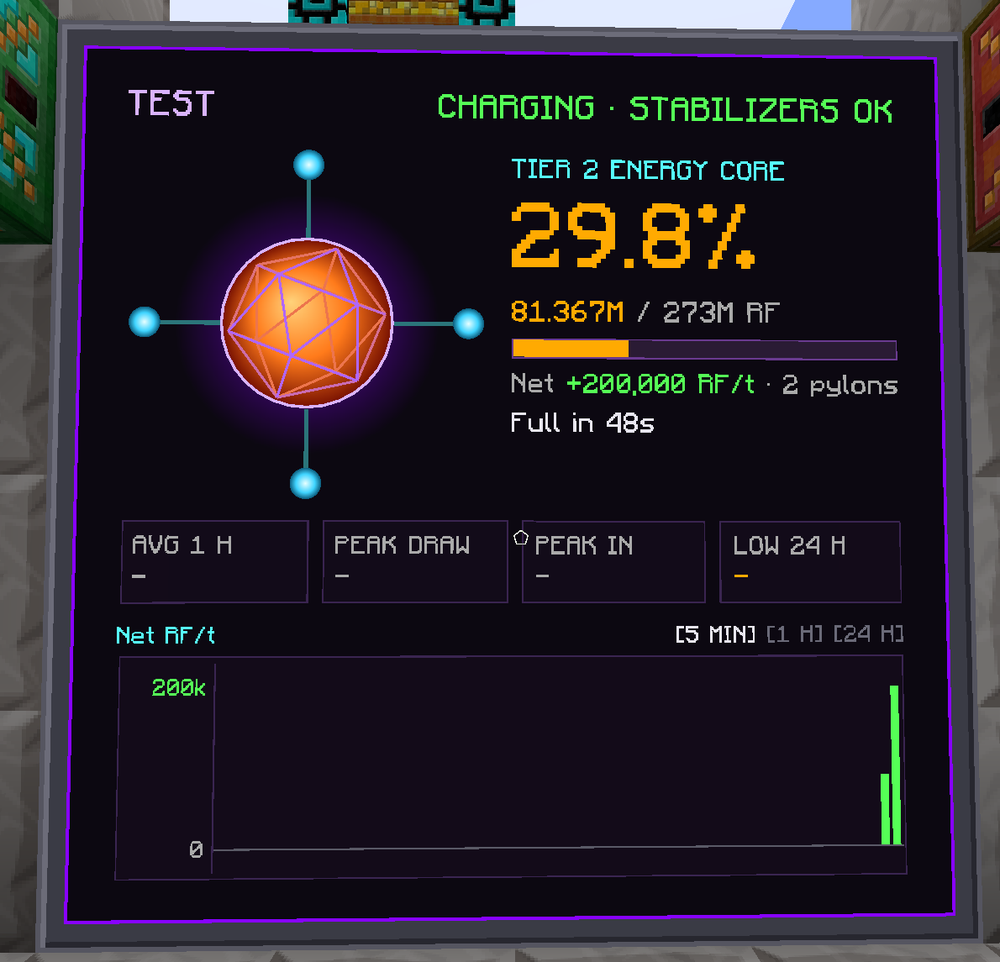 TEST
CHARGING · STABILIZERS OK
TIER 2 ENERGY CORE
29.8%
81.367M / 273M RF
Net +200,000 RF/t · 2 pylons
Full in 48s
AVG 1 H
—
PEAK DRAW
—
PEAK IN
—
LOW 24 H
—
Net RF/t
[5 MIN] [1 H] [24 H]
200k
0